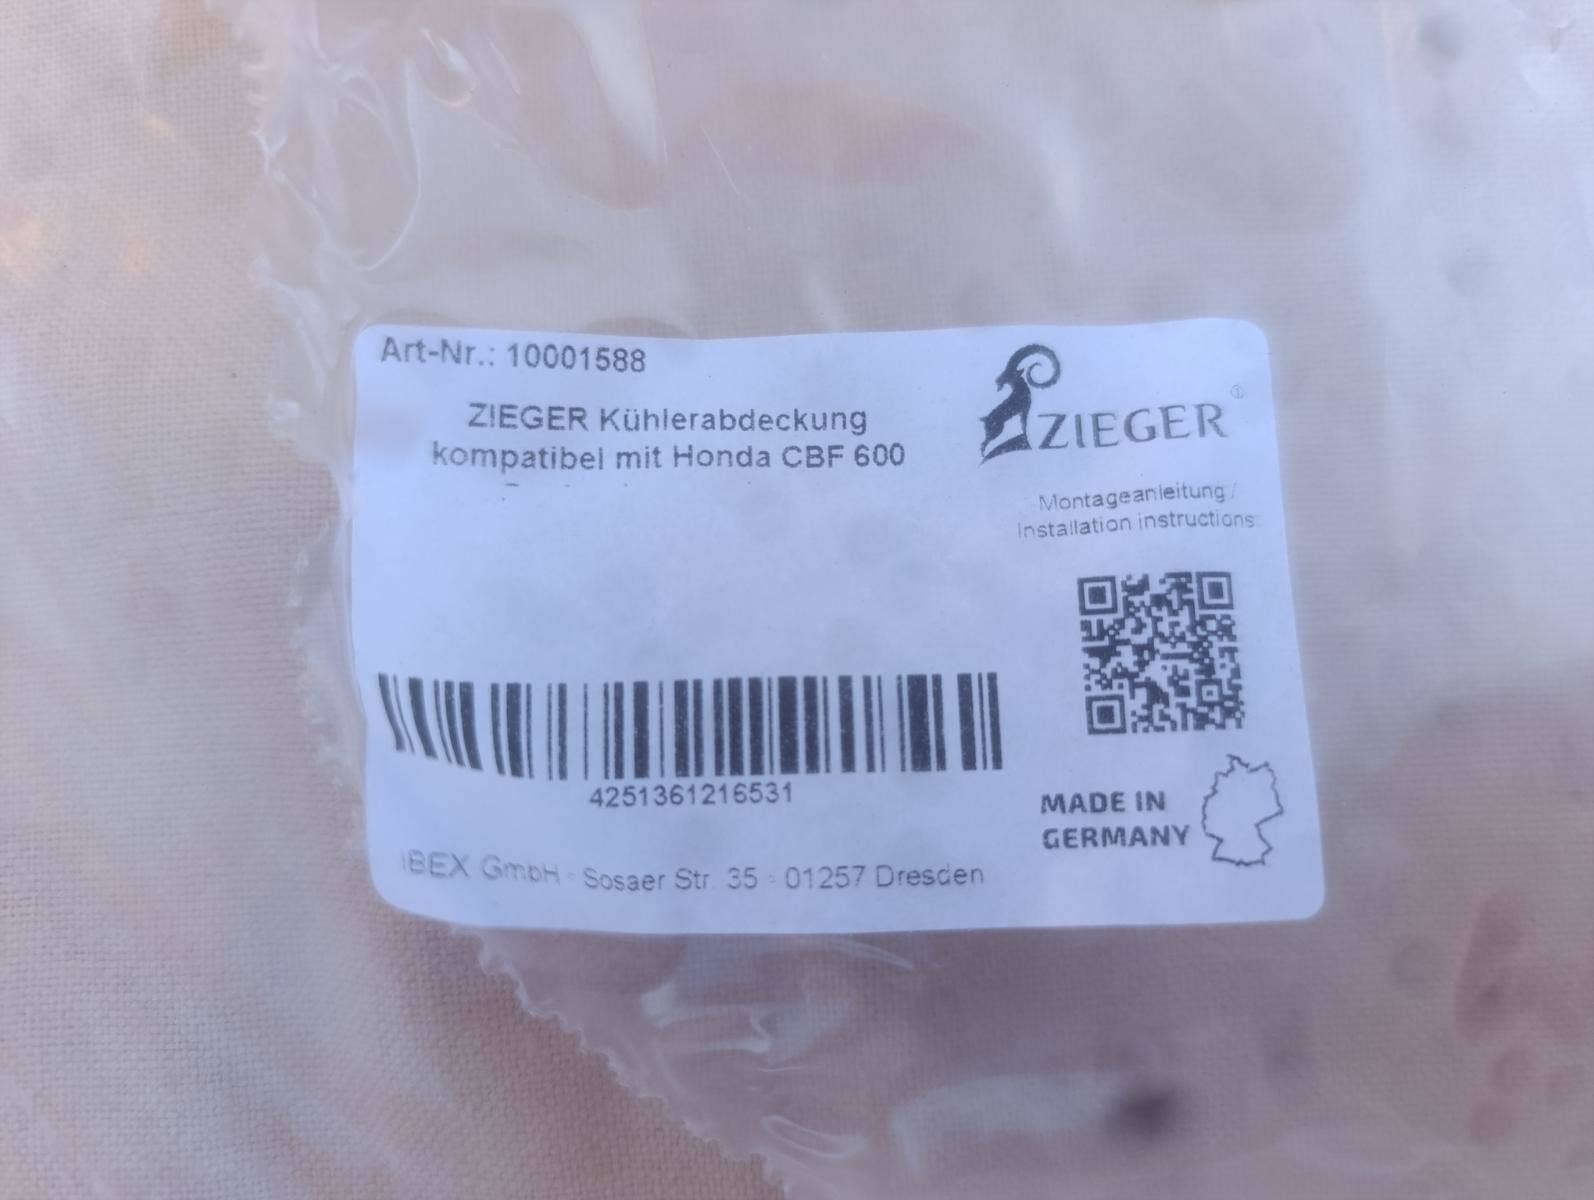 Art-Nr.: 10001588
ZIEGER Kühlerabdeckung
kompatibel mit Honda CBF 600
ZIEGER®
Montageanleitung/
Installation instructions:
4251361216531
MADE IN
GERMANY
IBEX GmbH · Sosaer Str. 35 · 01257 Dresden